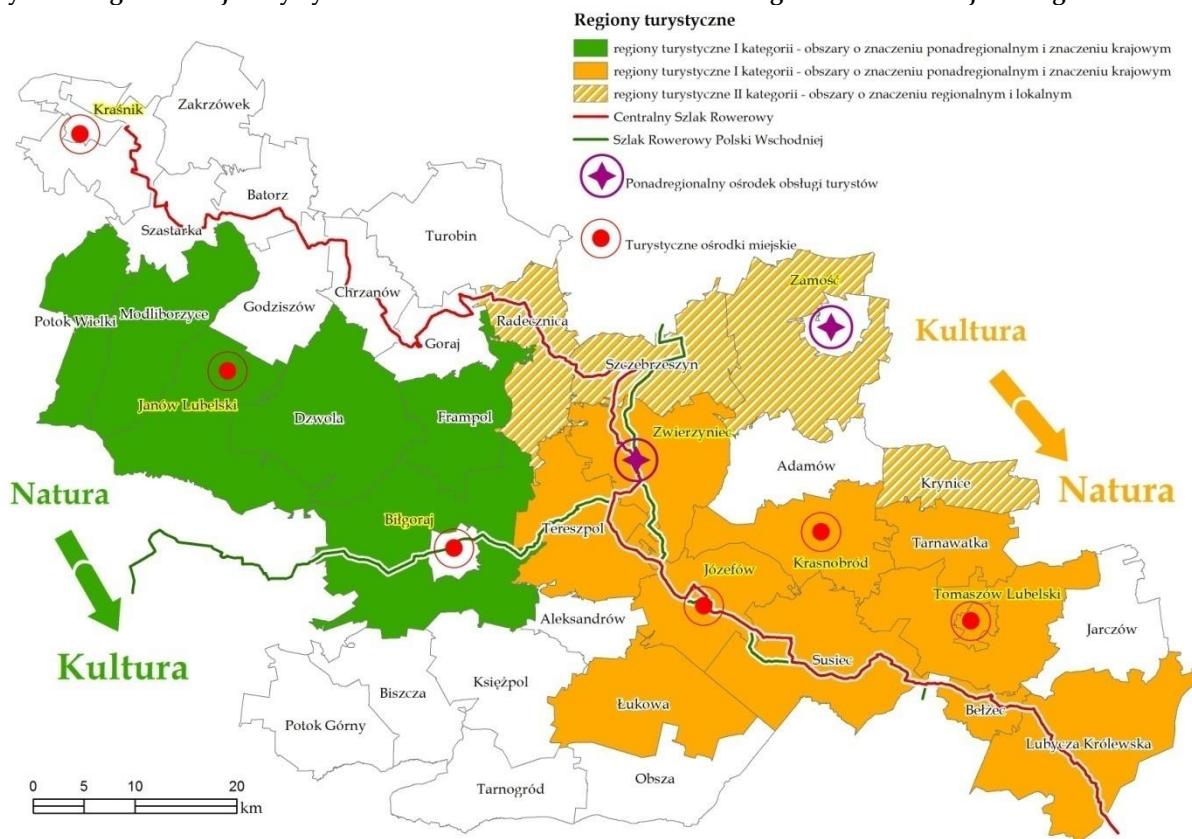 Regiony turystyczne
regiony turystyczne I kategorii - obszary o znaczeniu ponadregionalnym i znaczeniu krajowym
regiony turystyczne I kategorii - obszary o znaczeniu ponadregionalnym i znaczeniu krajowym
regiony turystyczne II kategorii - obszary o znaczeniu regionalnym i lokalnym
Centralny Szlak Rowerowy
Szlak Rowerowy Polski Wschodniej
Ponadregionalny ośrodek obsługi turystów
Turystyczne ośrodki miejskie
Kraśnik
Zakrzówek
Batorz
Szastarka
Turobin
Chrzanów
Godziszów
Potok Wielki
Modliborzyce
Goraj
Radecznica
Zamość
Szczebrzeszyn
Kultura
Janów Lubelski
Dzwola
Frampol
Zwierzyniec
Adamów
Krynice
Natura
Natura
Biłgoraj
Tereszpol
Krasnobród
Tarnawatka
Józefów
Tomaszów Lubelski
Aleksandrów
Jarczów
Kultura
Susiec
Biszcza
Księżpol
Łukowa
Bełżec
Potok Górny
Lubycza Królewska
Obsza
Tarnogród
0 5 10 20
km